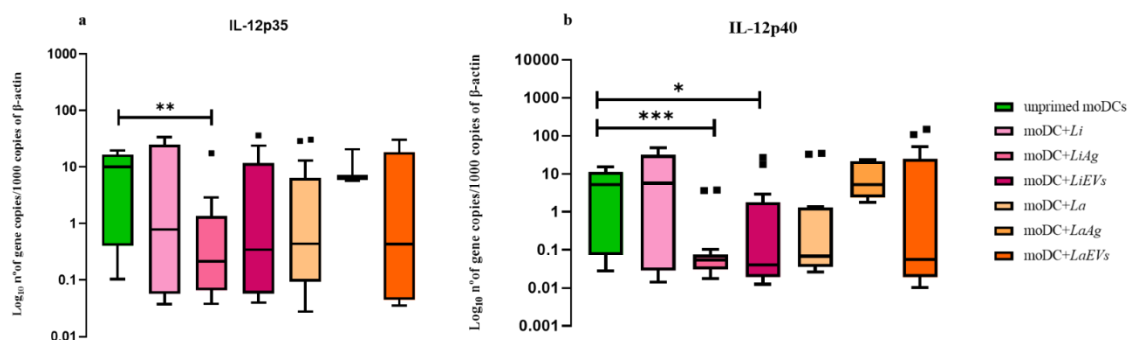 a
IL-12p35
Log10 n°of gene copies/1000 copies of β-actin
1000
100
10
1
0.1
0.01
**
b
IL-12p40
Log10 n°of gene copies/1000 copies of β-actin
10000
1000
100
10
1
0.1
0.01
0.001
*
***
unprimed moDCs
moDC+Li
moDC+LiAg
moDC+LiEVs
moDC+La
moDC+LaAg
moDC+LaEVs